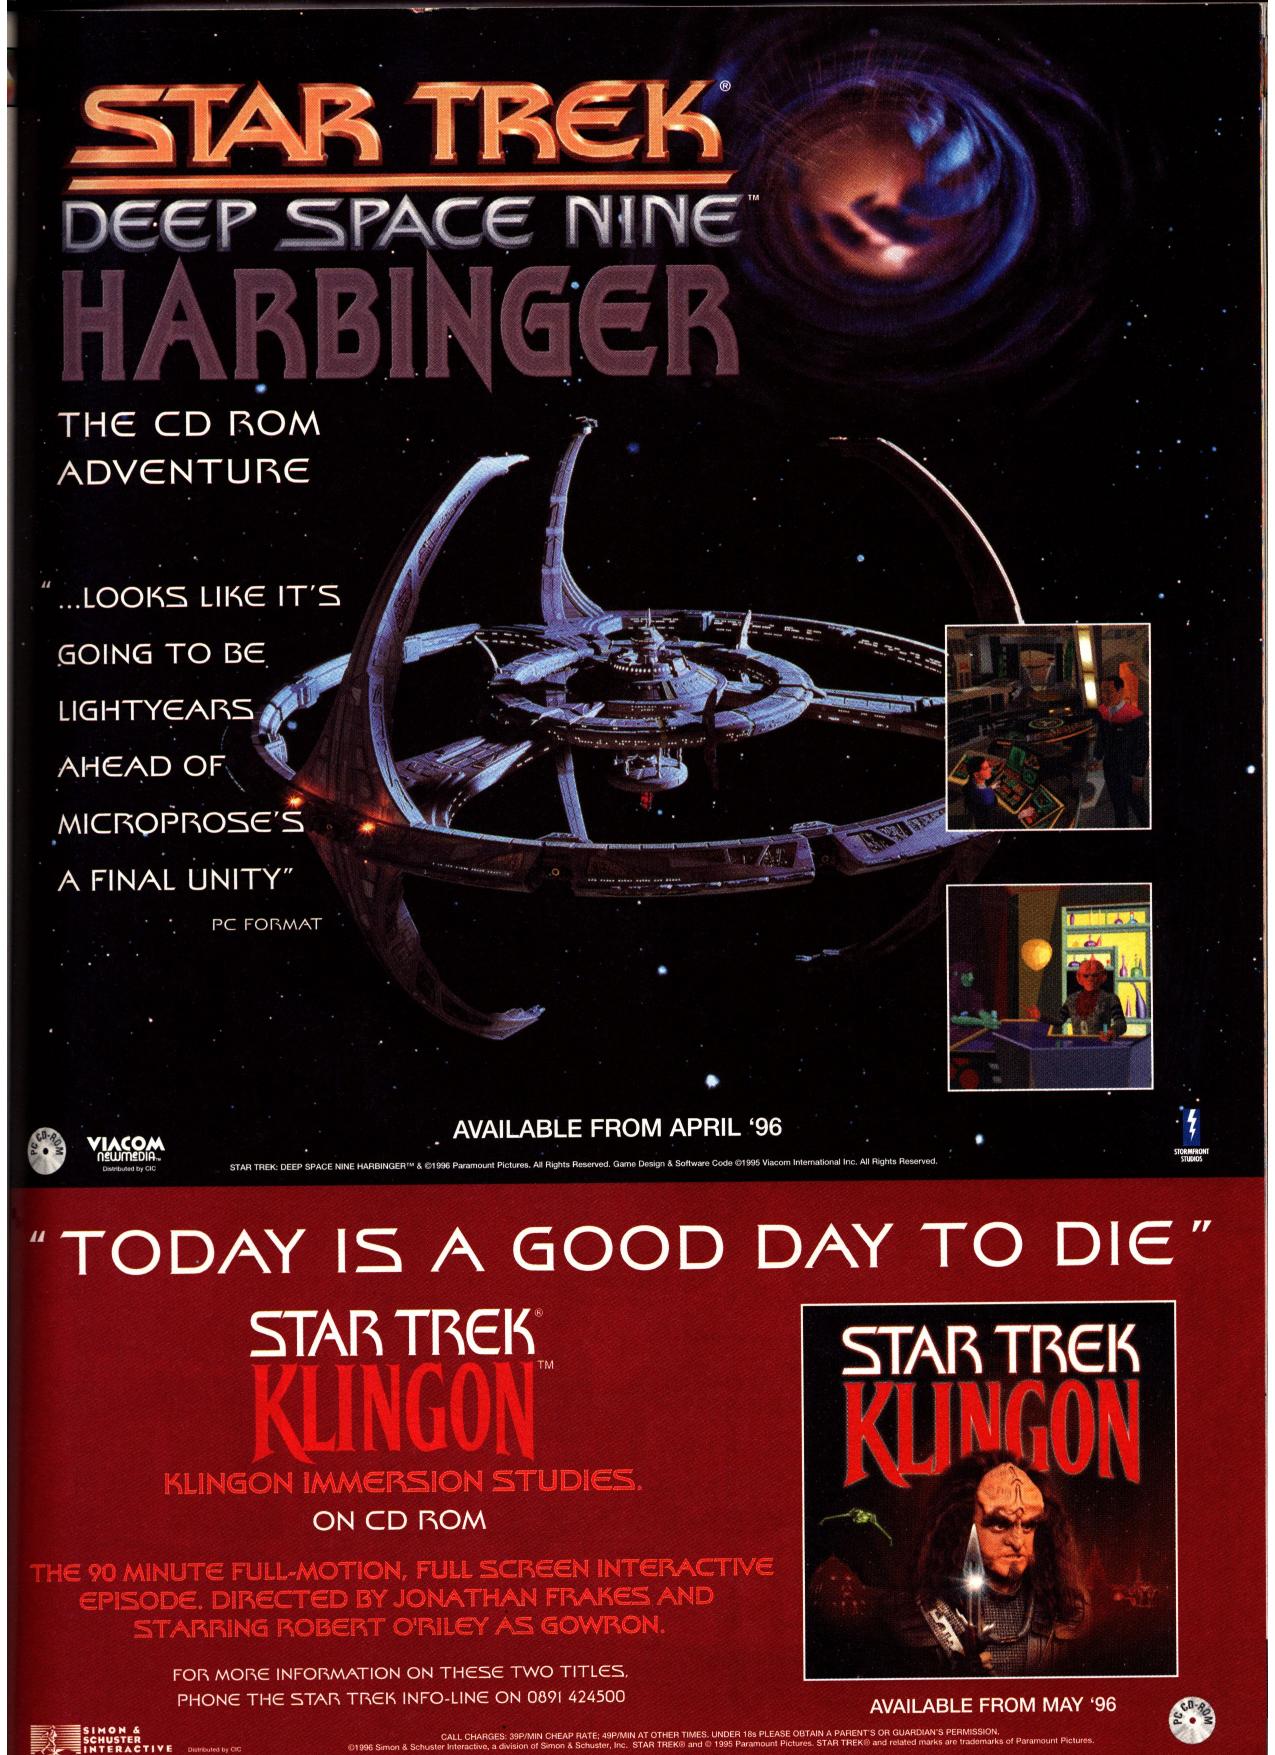 STAR TREK®
DEEP SPACE NINE™
HARBINGER
THE CD ROM
ADVENTURE
“...LOOKS LIKE IT'S
GOING TO BE
LIGHTYEARS
AHEAD OF
MICROPROSE'S
A FINAL UNITY”
PC FORMAT
AVAILABLE FROM APRIL ‘96
PC CD-ROM
VIACOM
newmedia™
Distributed by CIC
STAR TREK: DEEP SPACE NINE HARBINGER™ & ©1996 Paramount Pictures. All Rights Reserved. Game Design & Software Code ©1995 Viacom International Inc. All Rights Reserved.
STORMFRONT
STUDIOS
“TODAY IS A GOOD DAY TO DIE”
STAR TREK®
KLINGON™
KLINGON IMMERSION STUDIES.
ON CD ROM
THE 90 MINUTE FULL-MOTION, FULL SCREEN INTERACTIVE
EPISODE. DIRECTED BY JONATHAN FRAKES AND
STARRING ROBERT O'RILEY AS GOWRON.
FOR MORE INFORMATION ON THESE TWO TITLES,
PHONE THE STAR TREK INFO-LINE ON 0891 424500
STAR TREK
KLINGON
AVAILABLE FROM MAY ‘96
PC CD-ROM
SIMON &
SCHUSTER
INTERACTIVE
Distributed by CIC
CALL CHARGES: 39P/MIN CHEAP RATE; 49P/MIN AT OTHER TIMES. UNDER 18s PLEASE OBTAIN A PARENT'S OR GUARDIAN'S PERMISSION.
©1996 Simon & Schuster Interactive, a division of Simon & Schuster, Inc. STAR TREK® and © 1995 Paramount Pictures. STAR TREK® and related marks are trademarks of Paramount Pictures.